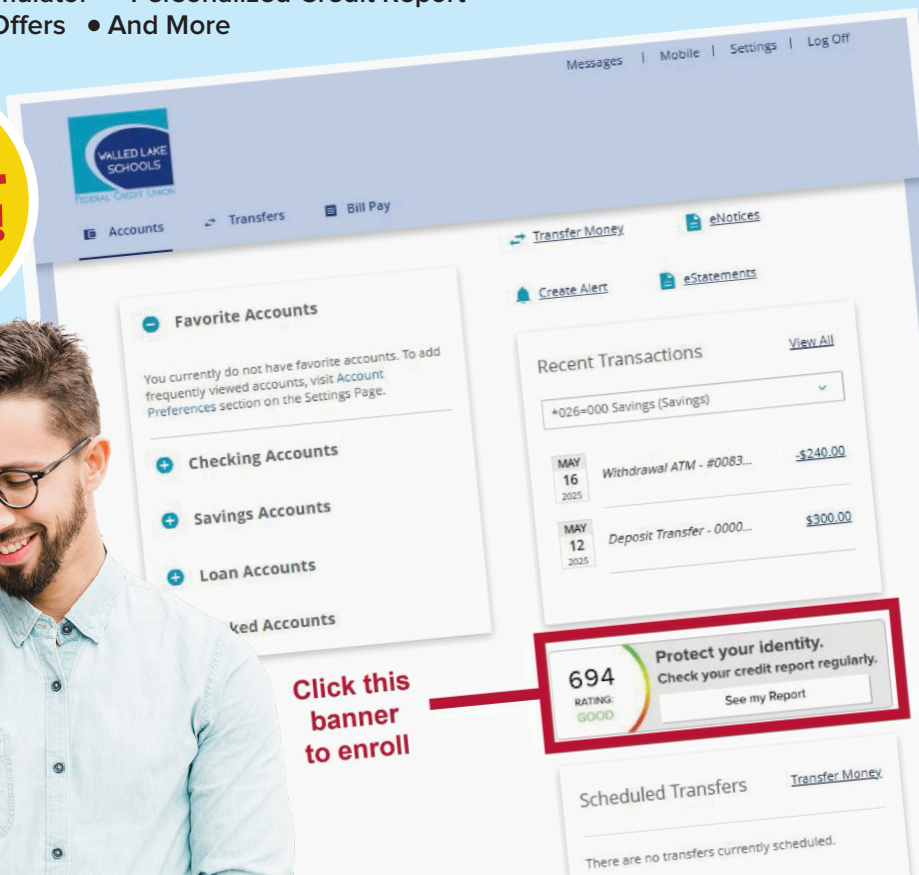 Personalized Credit Report
Offers • And More
Messages | Mobile | Settings | Log Off
WALLED LAKE
SCHOOLS
FEDERAL CREDIT UNION
Accounts
Transfers
Bill Pay
Transfer Money
eNotices
Create Alert
eStatements
Favorite Accounts
You currently do not have favorite accounts. To add
frequently viewed accounts, visit Account
Preferences section on the Settings Page.
Checking Accounts
Savings Accounts
Loan Accounts
Accounts
Recent Transactions
View All
*026=000 Savings (Savings)
MAY
16
2025
Withdrawal ATM - #0083...
-$240.00
MAY
12
2025
Deposit Transfer - 0000...
$300.00
Click this
banner
to enroll
694
RATING:
GOOD
Protect your identity.
Check your credit report regularly.
See my Report
Scheduled Transfers
Transfer Money
There are no transfers currently scheduled.